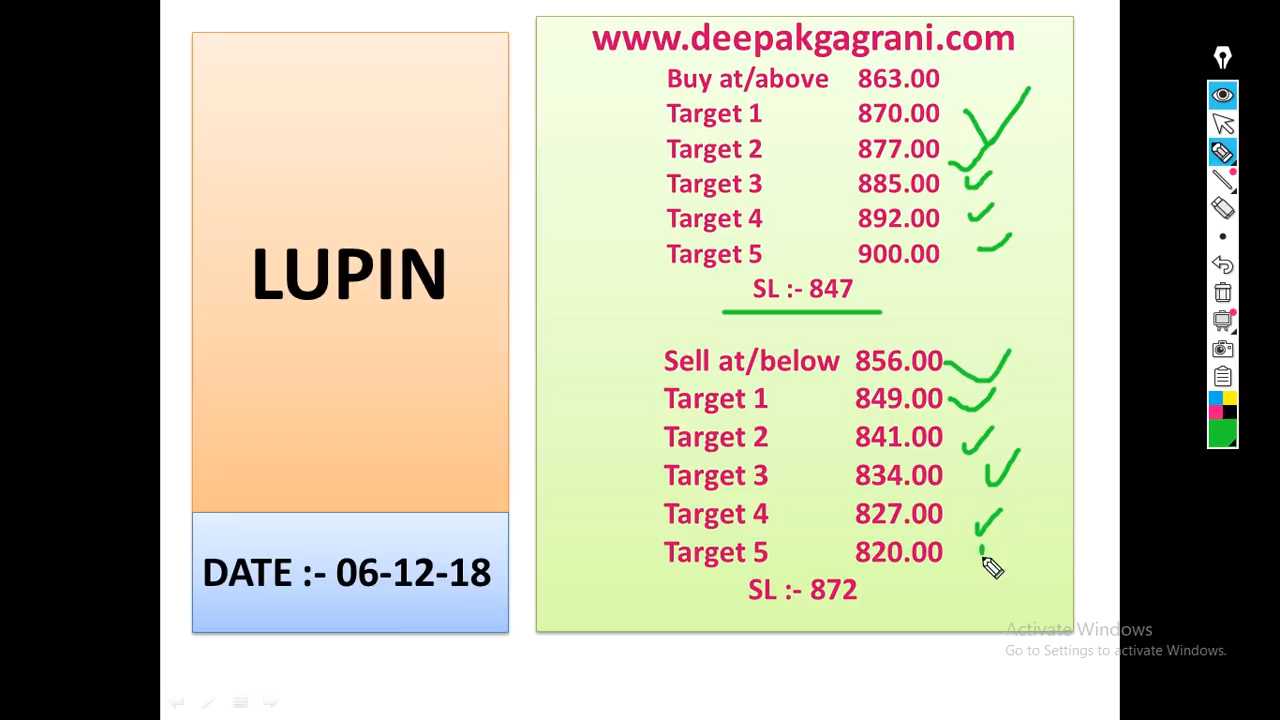 LUPIN
DATE :- 06-12-18
www.deepakgagrani.com
Buy at/above 863.00
Target 1 870.00
Target 2 877.00
Target 3 885.00
Target 4 892.00
Target 5 900.00
SL :- 847
Sell at/below 856.00
Target 1 849.00
Target 2 841.00
Target 3 834.00
Target 4 827.00
Target 5 820.00
SL :- 872
Activate Windows
Go to Settings to activate Windows.